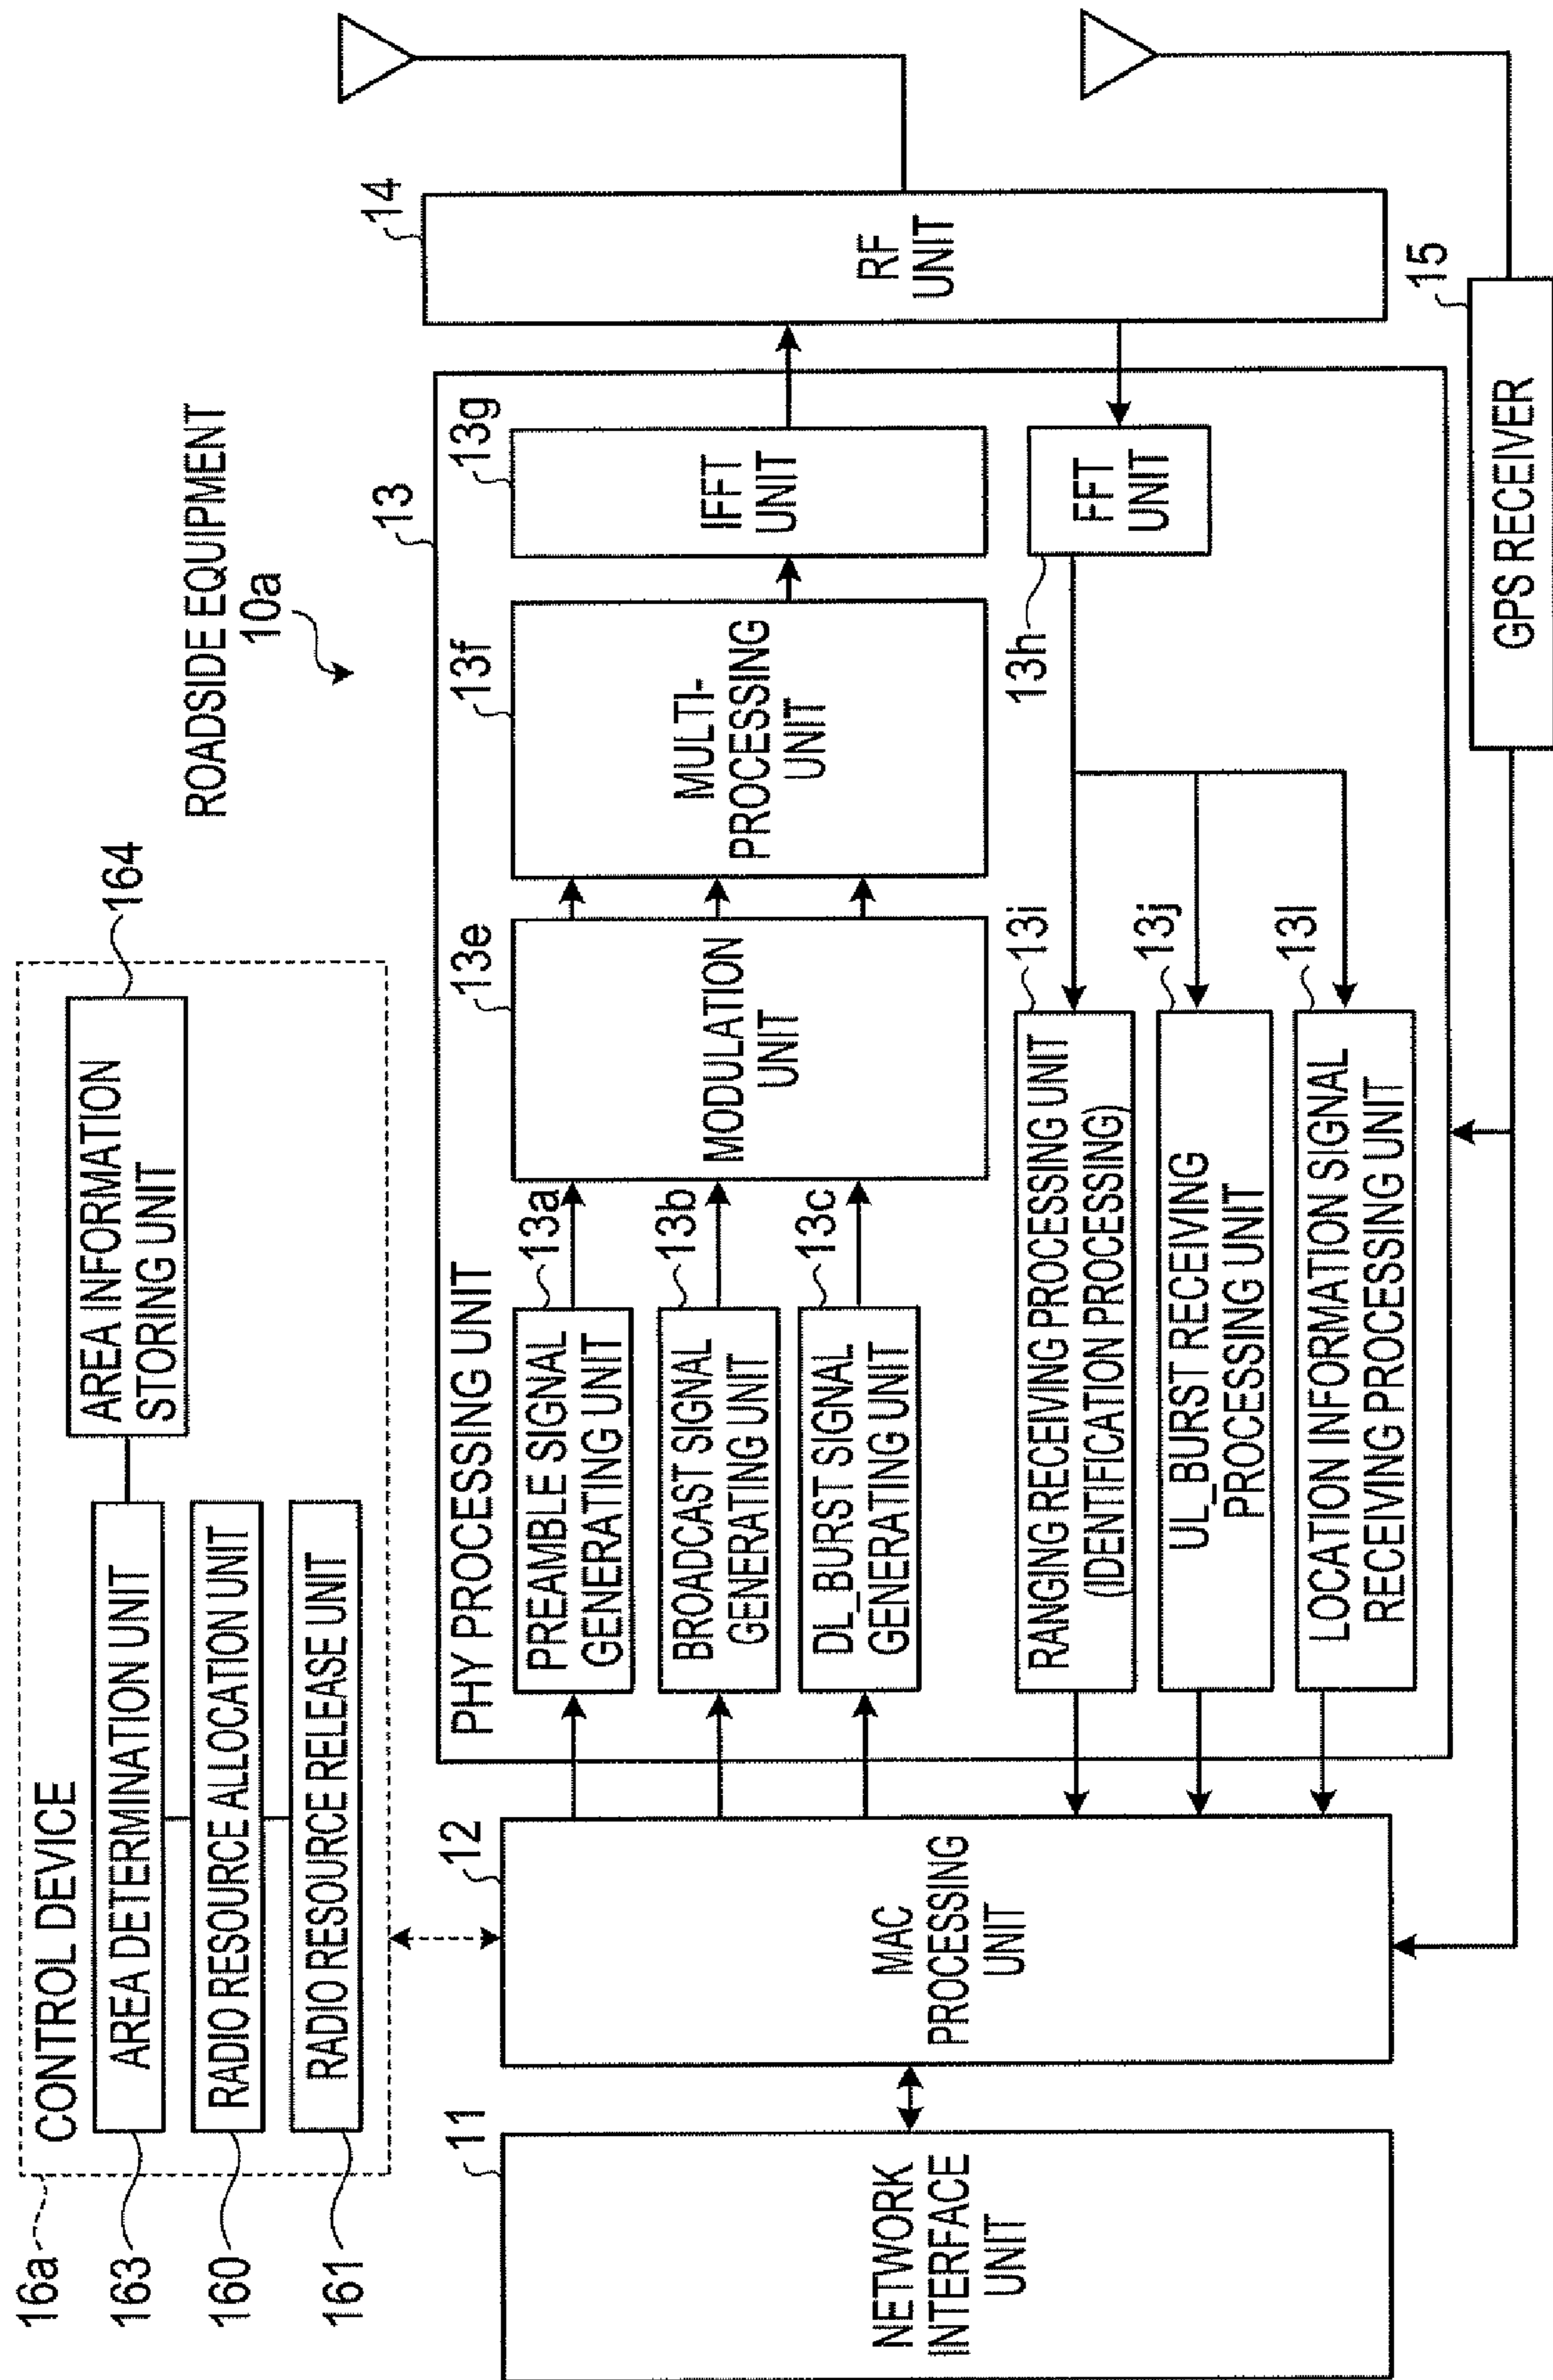 16a
CONTROL DEVICE
163
AREA DETERMINATION UNIT
AREA INFORMATION
STORING UNIT
164
160
RADIO RESOURCE ALLOCATION UNIT
161
RADIO RESOURCE RELEASE UNIT
ROADSIDE EQUIPMENT
10a
11
NETWORK
INTERFACE
UNIT
12
MAC
PROCESSING
UNIT
13
PHY PROCESSING UNIT
13a
PREAMBLE SIGNAL
GENERATING UNIT
13b
BROADCAST SIGNAL
GENERATING UNIT
13c
DL_BURST SIGNAL
GENERATING UNIT
13e
MODULATION
UNIT
13f
MULTI-
PROCESSING
UNIT
13g
IFFT
UNIT
13h
FFT
UNIT
13i
RANGING RECEIVING PROCESSING UNIT
(IDENTIFICATION PROCESSING)
13j
UL_BURST RECEIVING
PROCESSING UNIT
13l
LOCATION INFORMATION SIGNAL
RECEIVING PROCESSING UNIT
14
RF
UNIT
15
GPS RECEIVER